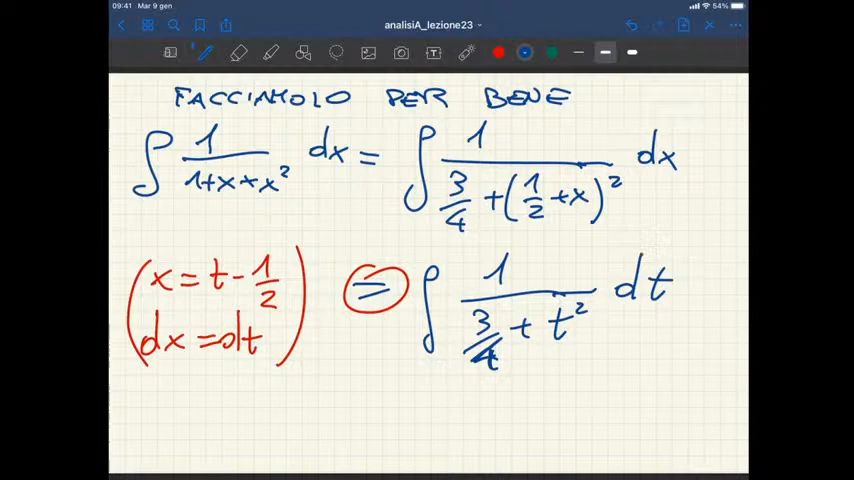 09:41 Mar 9 gen 54%
analisiA_lezione23
FACCIAMOLO PER BENE
∫ 1/(1+x+x²) dx = ∫ 1/(3/4 + (1/2 + x)²) dx
(x = t - 1/2
dx = dt) = ∫ 1/(3/4 + t²) dt